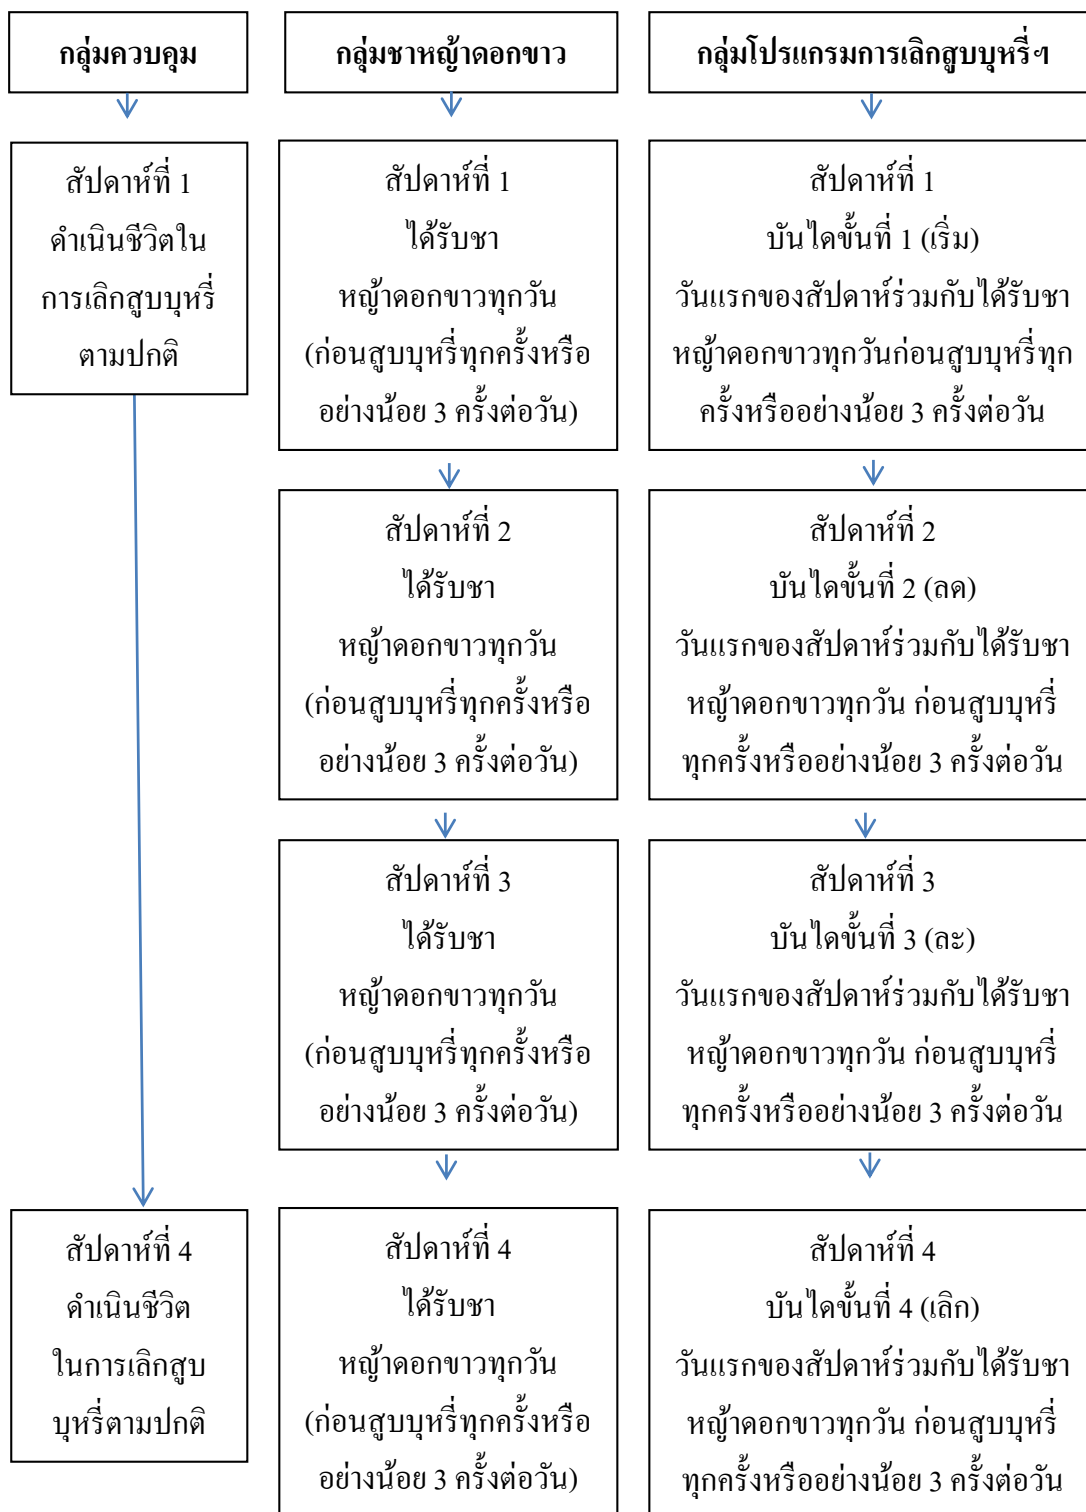 กลุ่มควบคุม
กลุ่มชาหญ้าดอกขาว
กลุ่มโปรแกรมการเลิกสูบบุหรี่ฯ
สัปดาห์ที่ 1
ดำเนินชีวิตใน
การเลิกสูบบุหรี่
ตามปกติ
สัปดาห์ที่ 1
ได้รับชา
หญ้าดอกขาวทุกวัน
(ก่อนสูบบุหรี่ทุกครั้งหรือ
อย่างน้อย 3 ครั้งต่อวัน)
สัปดาห์ที่ 1
บันไดขั้นที่ 1 (เริ่ม)
วันแรกของสัปดาห์ร่วมกับได้รับชา
หญ้าดอกขาวทุกวันก่อนสูบบุหรี่ทุก
ครั้งหรืออย่างน้อย 3 ครั้งต่อวัน
สัปดาห์ที่ 2
ได้รับชา
หญ้าดอกขาวทุกวัน
(ก่อนสูบบุหรี่ทุกครั้งหรือ
อย่างน้อย 3 ครั้งต่อวัน)
สัปดาห์ที่ 2
บันไดขั้นที่ 2 (ลด)
วันแรกของสัปดาห์ร่วมกับได้รับชา
หญ้าดอกขาวทุกวัน ก่อนสูบบุหรี่
ทุกครั้งหรืออย่างน้อย 3 ครั้งต่อวัน
สัปดาห์ที่ 3
ได้รับชา
หญ้าดอกขาวทุกวัน
(ก่อนสูบบุหรี่ทุกครั้งหรือ
อย่างน้อย 3 ครั้งต่อวัน)
สัปดาห์ที่ 3
บันไดขั้นที่ 3 (ละ)
วันแรกของสัปดาห์ร่วมกับได้รับชา
หญ้าดอกขาวทุกวัน ก่อนสูบบุหรี่
ทุกครั้งหรืออย่างน้อย 3 ครั้งต่อวัน
สัปดาห์ที่ 4
ดำเนินชีวิต
ในการเลิกสูบ
บุหรี่ตามปกติ
สัปดาห์ที่ 4
ได้รับชา
หญ้าดอกขาวทุกวัน
(ก่อนสูบบุหรี่ทุกครั้งหรือ
อย่างน้อย 3 ครั้งต่อวัน)
สัปดาห์ที่ 4
บันไดขั้นที่ 4 (เลิก)
วันแรกของสัปดาห์ร่วมกับได้รับชา
หญ้าดอกขาวทุกวัน ก่อนสูบบุหรี่
ทุกครั้งหรืออย่างน้อย 3 ครั้งต่อวัน